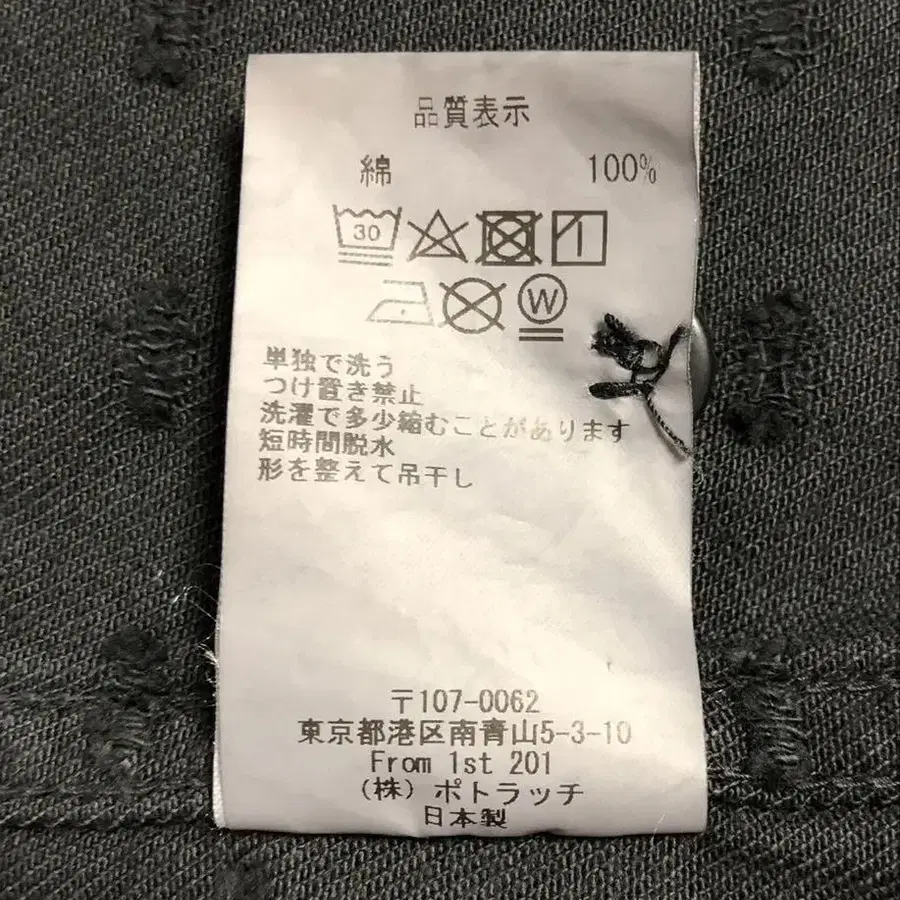 品質表示
綿 100%
30
W
単独で洗う
つけ置き禁止
洗濯で多少縮むことがあります
短時間脱水
形を整えて吊干し
〒107-0062
東京都港区南青山5-3-10
From 1st 201
(株) ポトラッチ
日本製